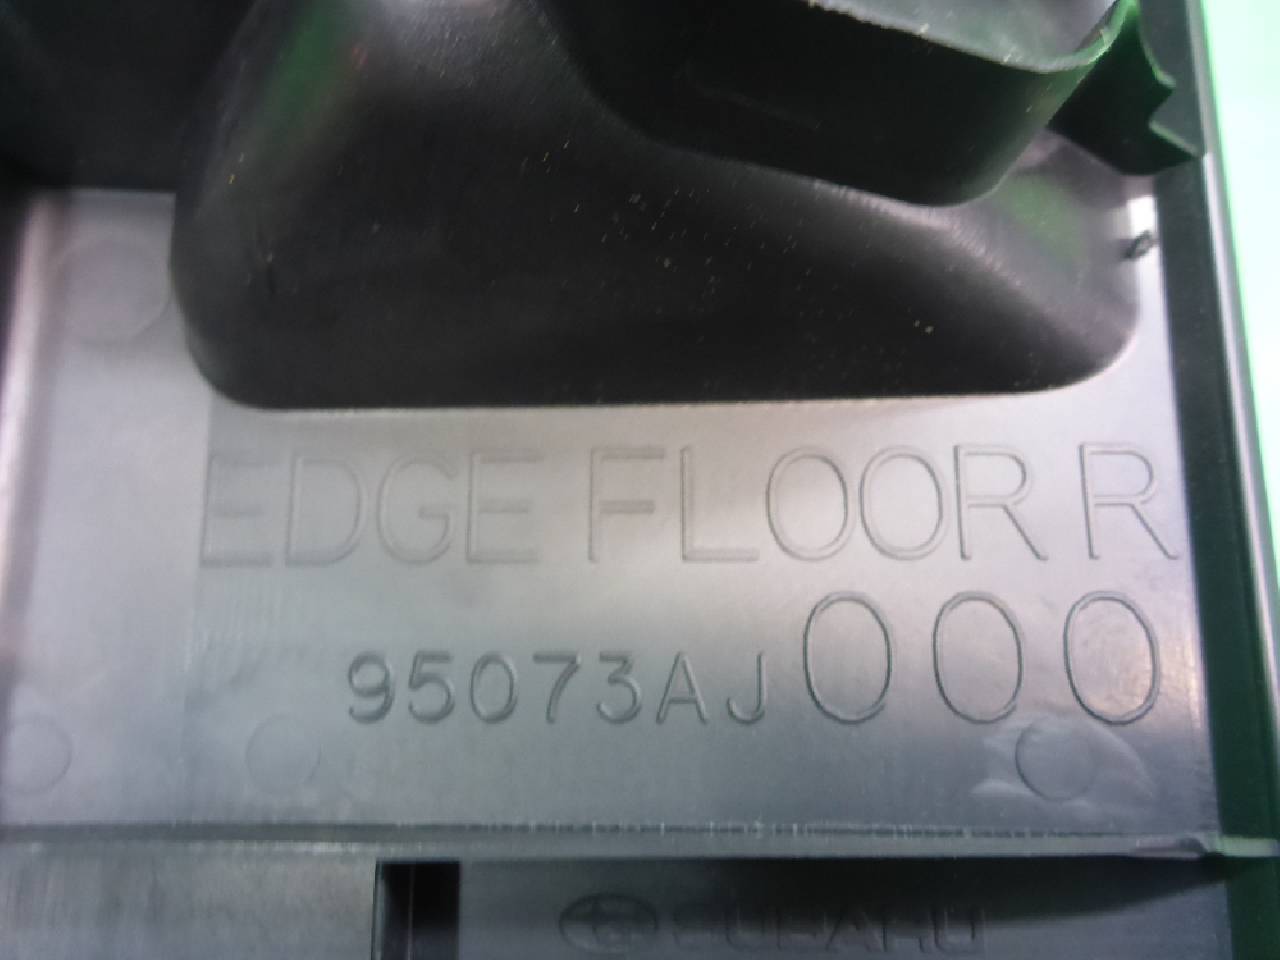 EDGE FLOOR R
95073AJ000
SUBARU